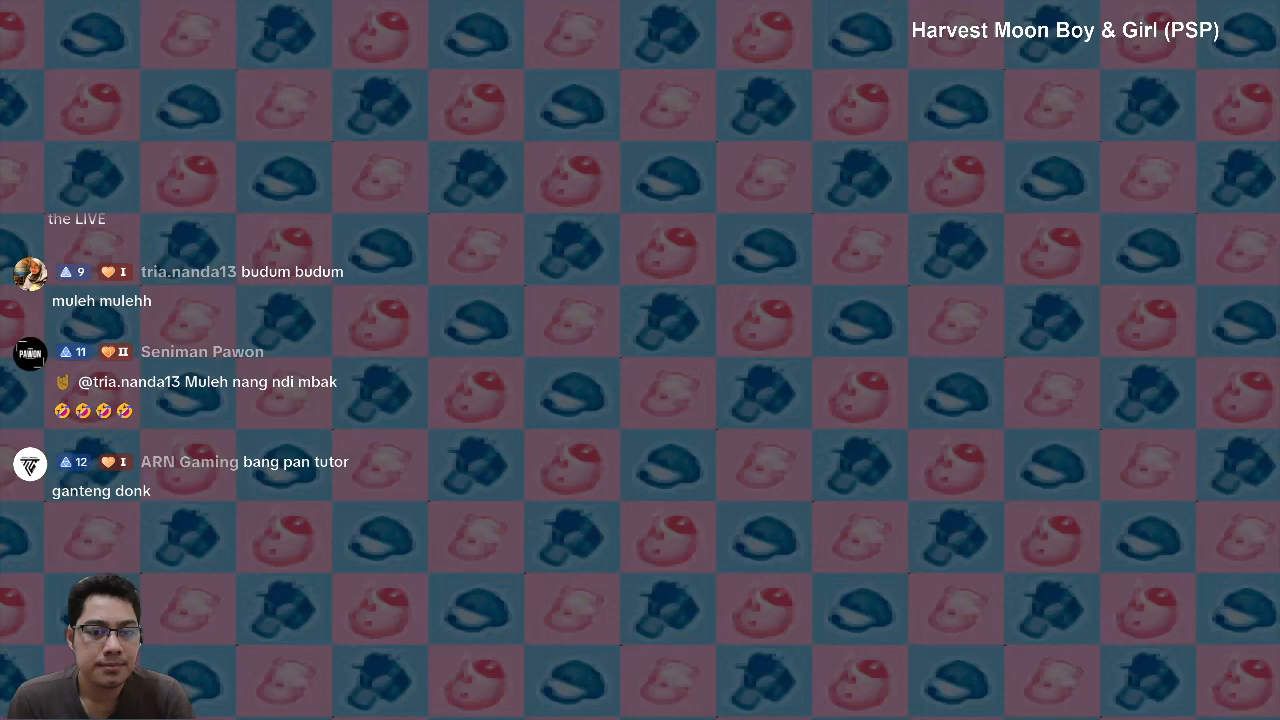 Harvest Moon Boy & Girl (PSP)
the LIVE
9 I tria.nanda13 budum budum
muleh mulehh
PAWON
11 II Seniman Pawon
🤘 @tria.nanda13 Muleh nang ndi mbak
🤣🤣🤣🤣
12 I ARN Gaming bang pan tutor
ganteng donk